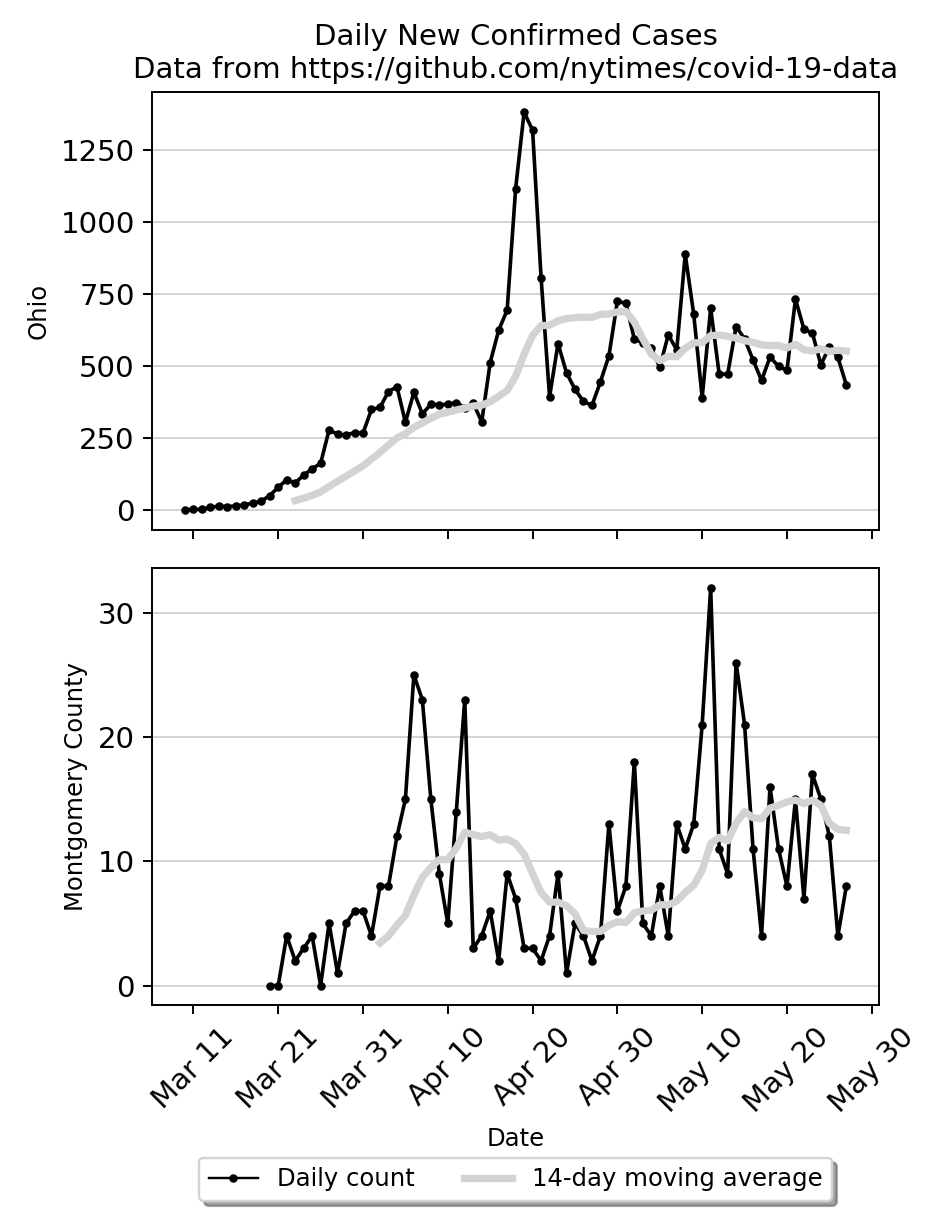 Daily New Confirmed Cases
Data from https://github.com/nytimes/covid-19-data
1250
1000
750
500
250
0
Ohio
30
20
10
0
Montgomery County
Mar 11
Mar 21
Mar 31
Apr 10
Apr 20
Apr 30
May 10
May 20
May 30
Date
Daily count
14-day moving average